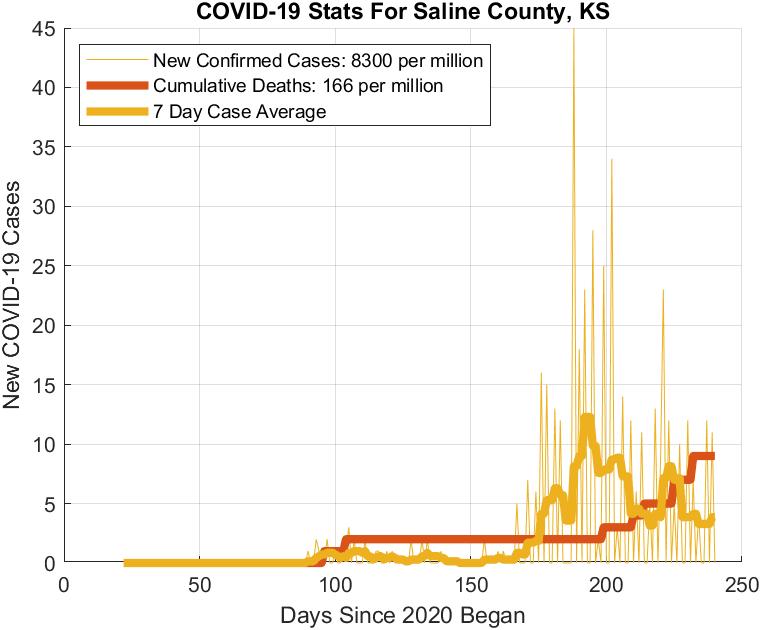 COVID-19 Stats For Saline County, KS
New Confirmed Cases: 8300 per million
Cumulative Deaths: 166 per million
7 Day Case Average
New COVID-19 Cases
45
40
35
30
25
20
15
10
5
0
0 50 100 150 200 250
Days Since 2020 Began